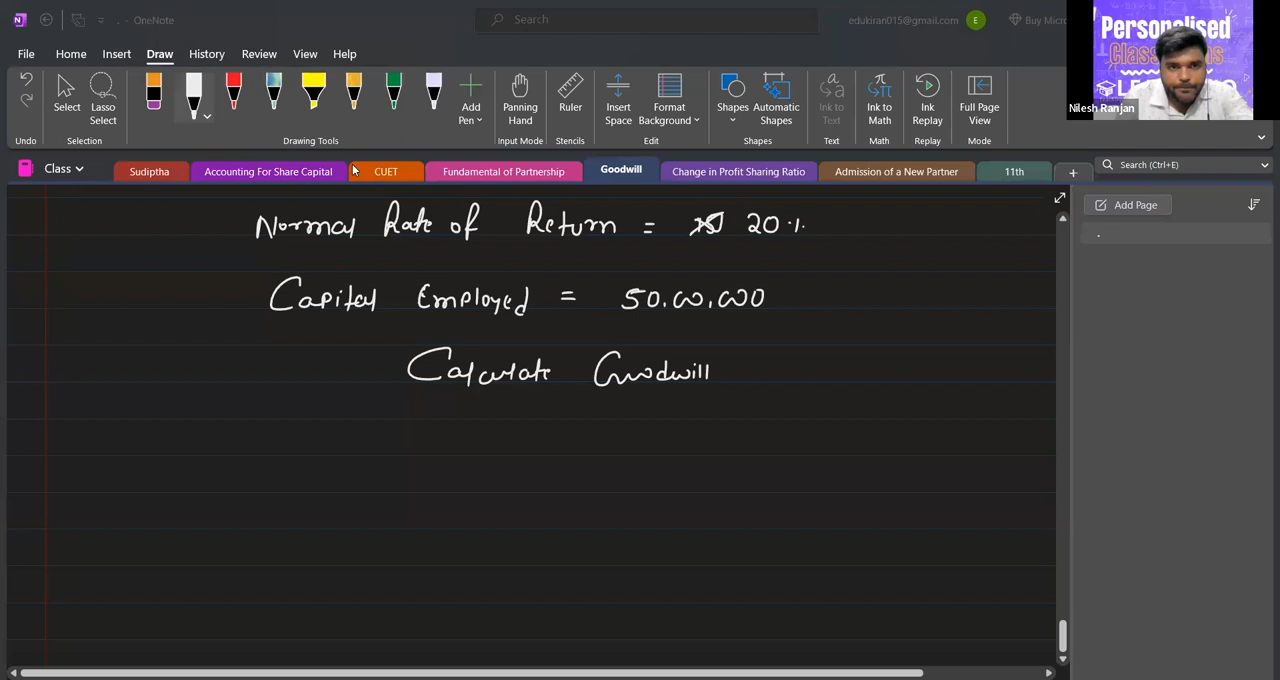 . - OneNote
Search
edukiran015@gmail.com E Buy Micr
File Home Insert Draw History Review View Help
Undo
Select
Lasso Select
Selection
Drawing Tools
Add Pen
Panning Hand
Input Mode
Ruler
Stencils
Insert Space
Format Background
Edit
Shapes
Automatic Shapes
Shapes
Ink to Text
Text
Ink to Math
Math
Ink Replay
Replay
Full Page View
Mode
Personalised
Nilesh Ranjan
Class Sudiptha Accounting For Share Capital CUET Fundamental of Partnership Goodwill Change in Profit Sharing Ratio Admission of a New Partner 11th + Search (Ctrl+E)
Add Page
.
Normal Rate of Return = 20%
Capital Employed = 50,00,000
Calculate Goodwill